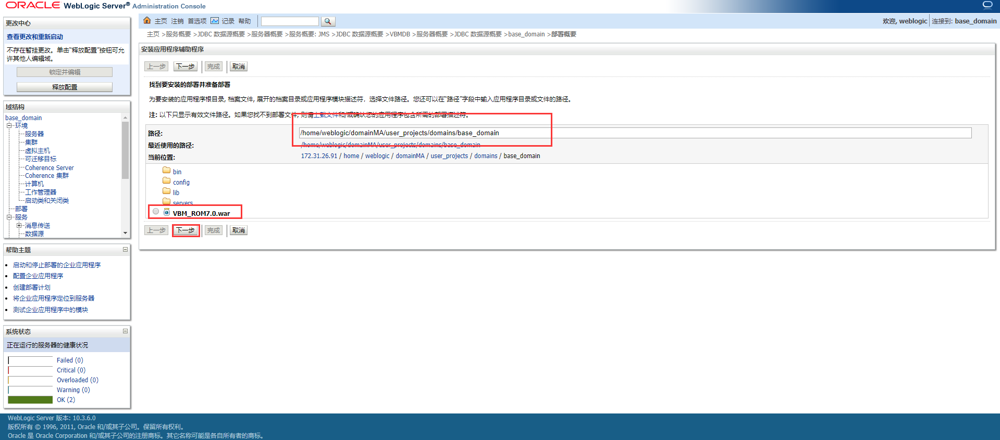 ORACLE WebLogic Server® Administration Console
更改中心
查看更改和重新启动
不存在暂挂更改。单击“释放配置”按钮可允
许其他人编辑域。
锁定并编辑
释放配置
域结构
base_domain
环境
服务器
集群
虚拟主机
可迁移目标
Coherence Server
Coherence 集群
计算机
工作管理器
启动类和关闭类
部署
服务
消息传送
数据源
帮助主题
启动和停止部署的企业应用程序
配置企业应用程序
创建部署计划
将企业应用程序定位到服务器
测试企业应用程序中的模块
系统状态
正在运行的服务器的健康状况
Failed (0)
Critical (0)
Overloaded (0)
Warning (0)
OK (2)
主页 注销 首选项 记录 帮助
欢迎, weblogic 连接到: base_domain
主页 >服务概要 >JDBC 数据源概要 >服务器概要 >服务概要: JMS >JDBC 数据源概要 >VBMDB >服务器概要 >JDBC 数据源概要 >base_domain >部署概要
安装应用程序辅助程序
上一步 下一步 完成 取消
找到要安装的部署并准备部署
为要安装的应用程序根目录, 档案文件, 展开的档案目录或应用程序模块描述符，选择文件路径。您还可以在“路径”字段中输入应用程序目录或文件的路径。
注: 以下只显示有效文件路径。如果您找不到部署文件, 则请上载文件和/或确认您的应用程序包含所需的部署描述符。
路径: /home/weblogic/domainMA/user_projects/domains/base_domain
最近使用的路径: /home/weblogic/domainMA/user_projects/domains/base_domain
当前位置: 172.31.26.91 / home / weblogic / domainMA / user_projects / domains / base_domain
bin
config
lib
servers
VBM_ROM7.0.war
上一步 下一步 完成 取消
WebLogic Server 版本: 10.3.6.0
版权所有 © 1996, 2011, Oracle 和/或其子公司。保留所有权利。
Oracle 是 Oracle Corporation 和/或其子公司的注册商标。其它名称可能是各自所有者的商标。